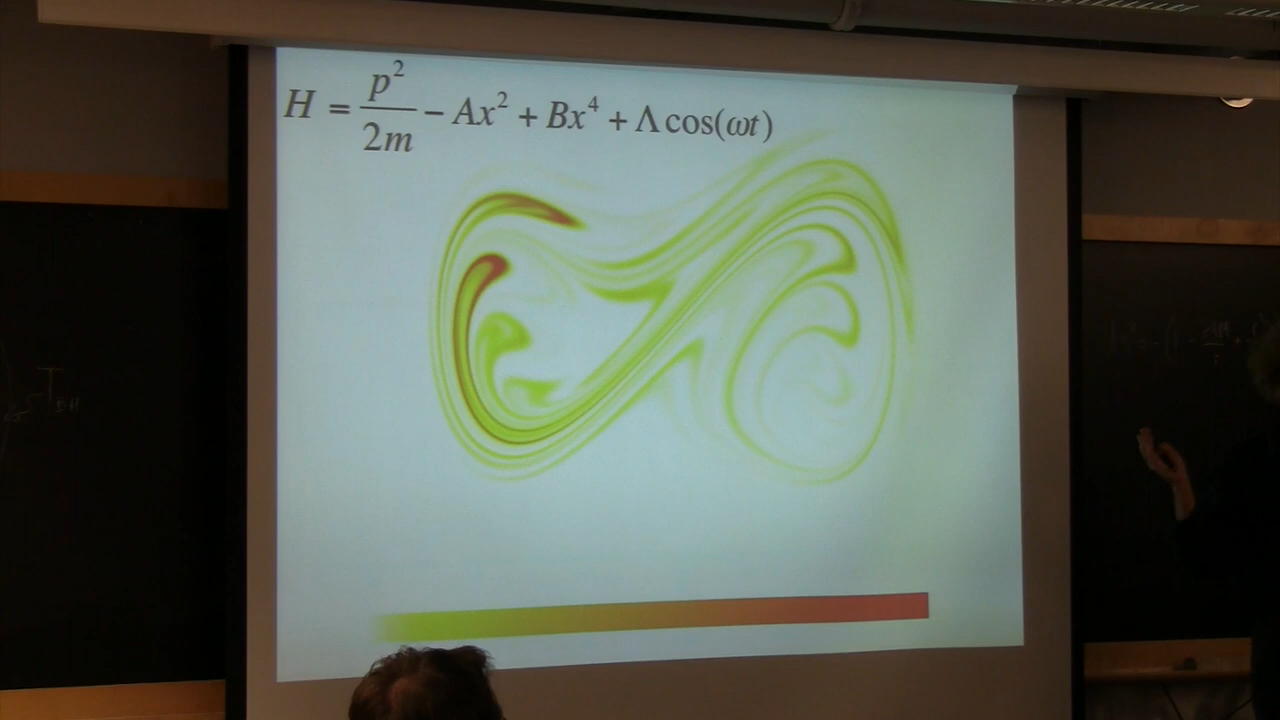 H = p²/2m − Ax² + Bx⁴ + Λcos(ωt)
T